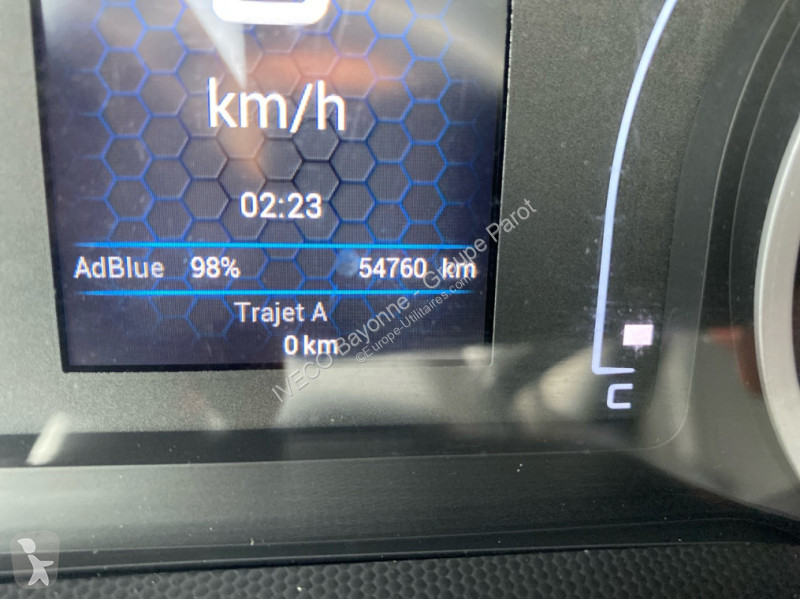 km/h
02:23
AdBlue 98% 54760 km
Trajet A
0 km
C
IVECO Bayonne - Groupe Parot
©Europe-Utilitaires.com